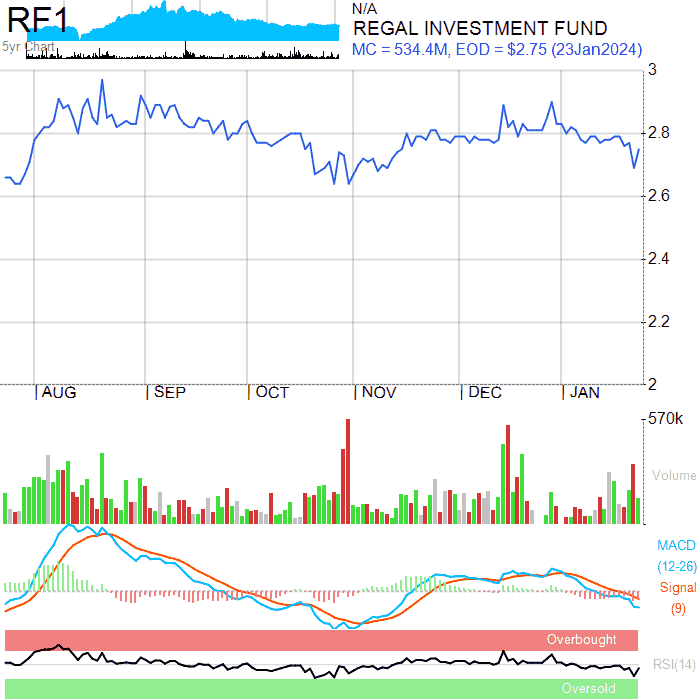 RF1
N/A
REGAL INVESTMENT FUND
5yr Chart
MC = 534.4M, EOD = $2.75 (23Jan2024)
3
2.8
2.6
2.4
2.2
2
| AUG | SEP | OCT | NOV | DEC | JAN
570k
Volume
MACD
(12-26)
Signal
(9)
Overbought
RSI(14)
Oversold